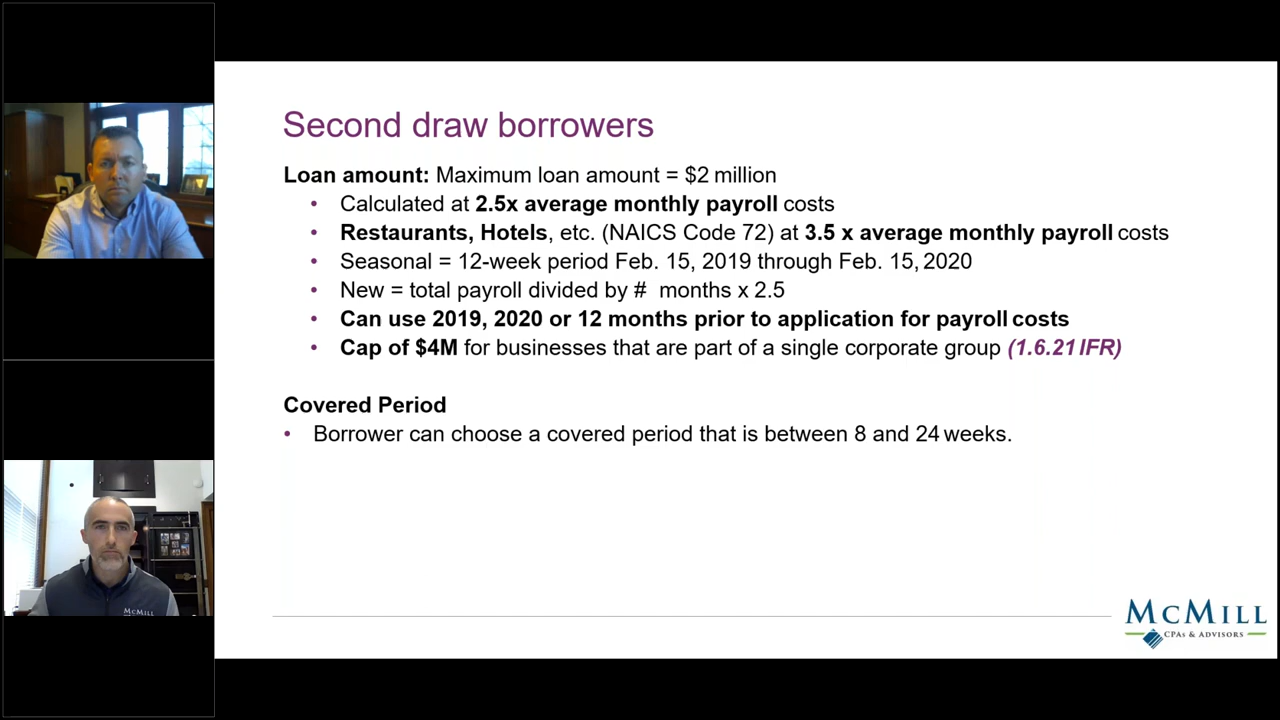 Second draw borrowers
Loan amount: Maximum loan amount = $2 million
• Calculated at 2.5x average monthly payroll costs
• Restaurants, Hotels, etc. (NAICS Code 72) at 3.5 x average monthly payroll costs
• Seasonal = 12-week period Feb. 15, 2019 through Feb. 15, 2020
• New = total payroll divided by # months x 2.5
• Can use 2019, 2020 or 12 months prior to application for payroll costs
• Cap of $4M for businesses that are part of a single corporate group (1.6.21 IFR)
Covered Period
• Borrower can choose a covered period that is between 8 and 24 weeks.
MCMILL
MCMILL
CPAS & ADVISORS